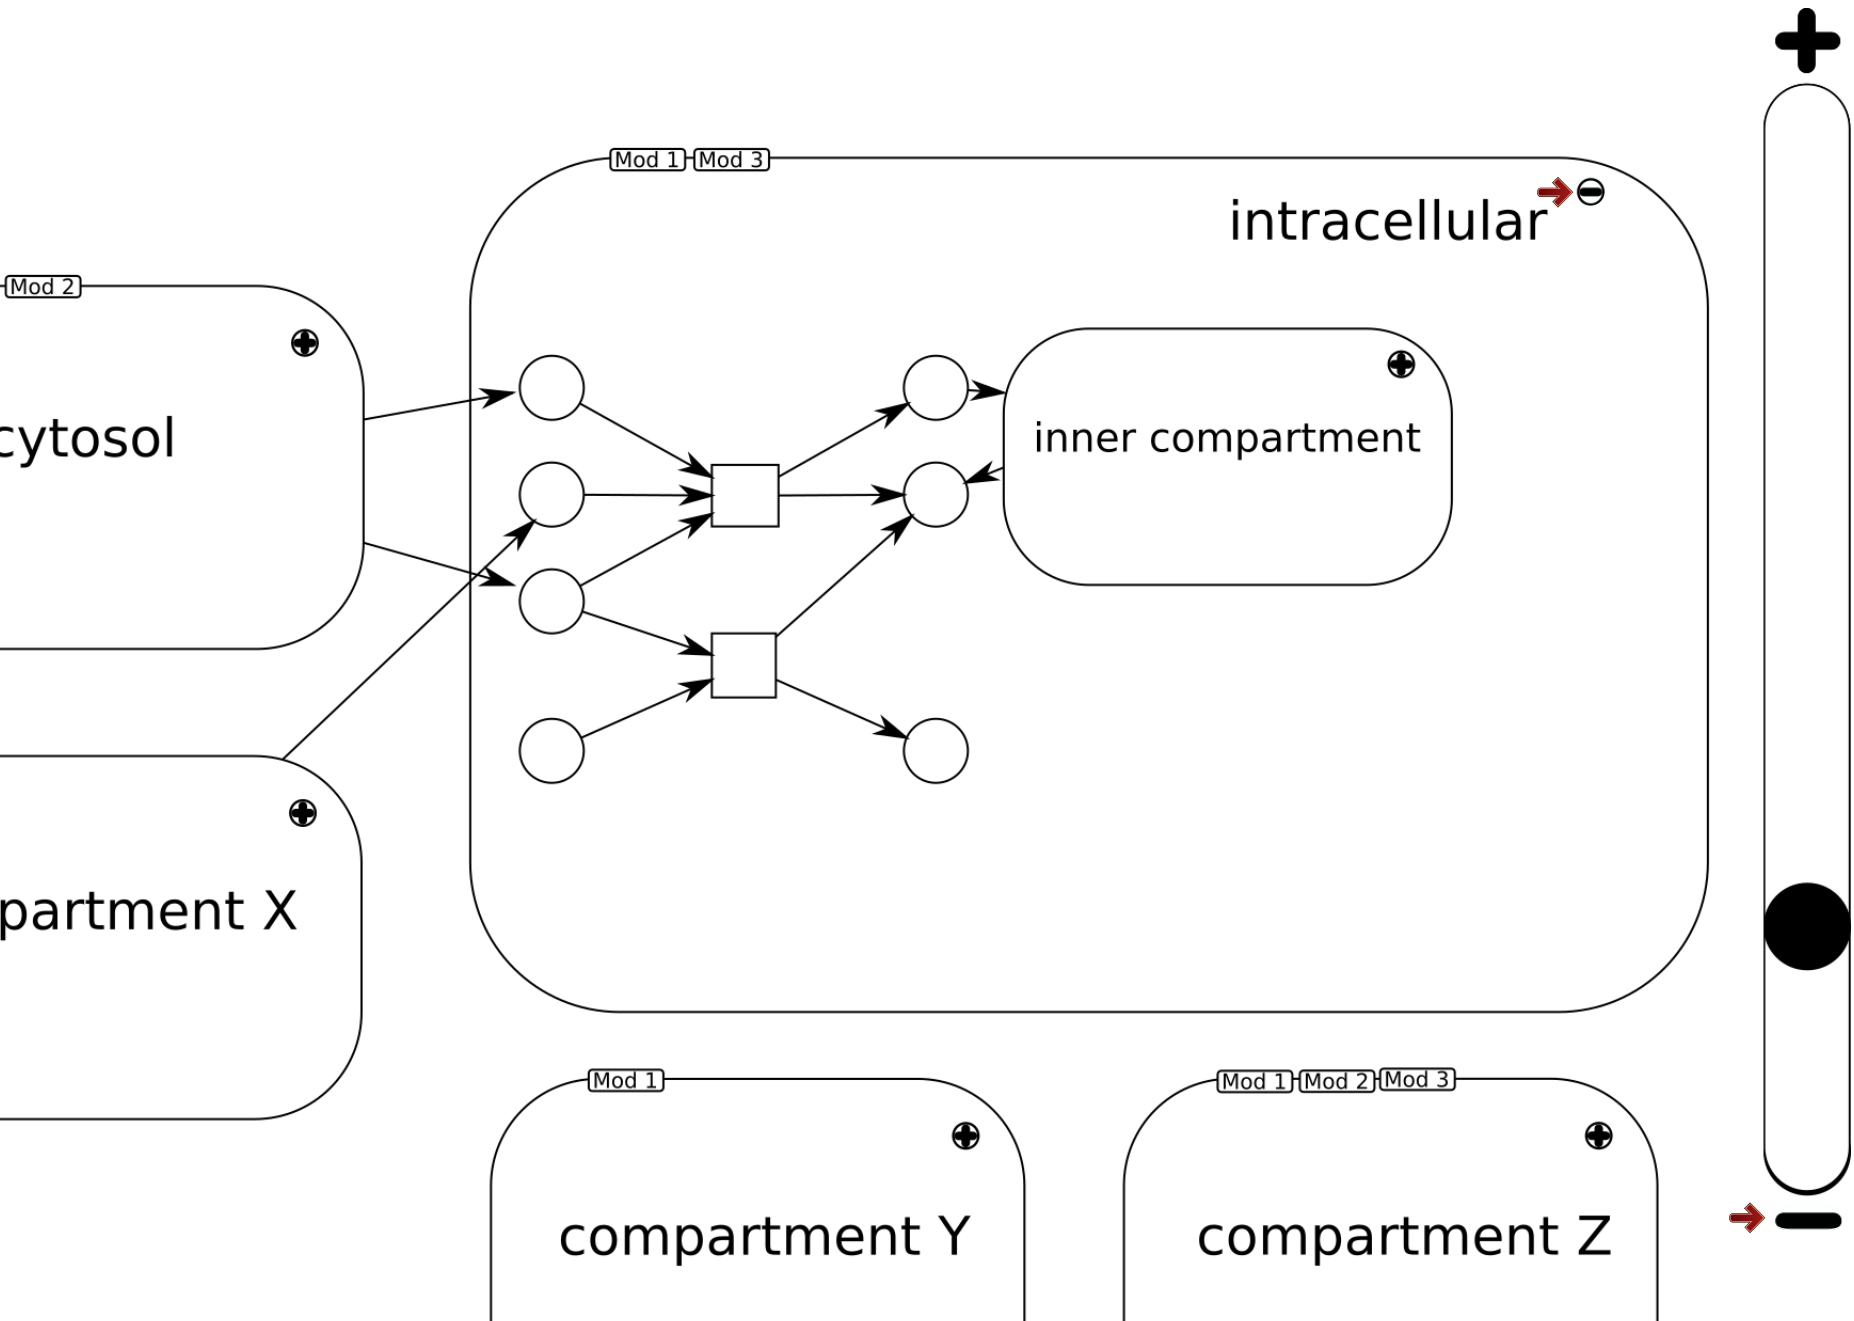 Mod 1 Mod 3
intracellular
Mod 2
cytosol
inner compartment
partment X
Mod 1
Mod 1 Mod 2 Mod 3
compartment Y
compartment Z